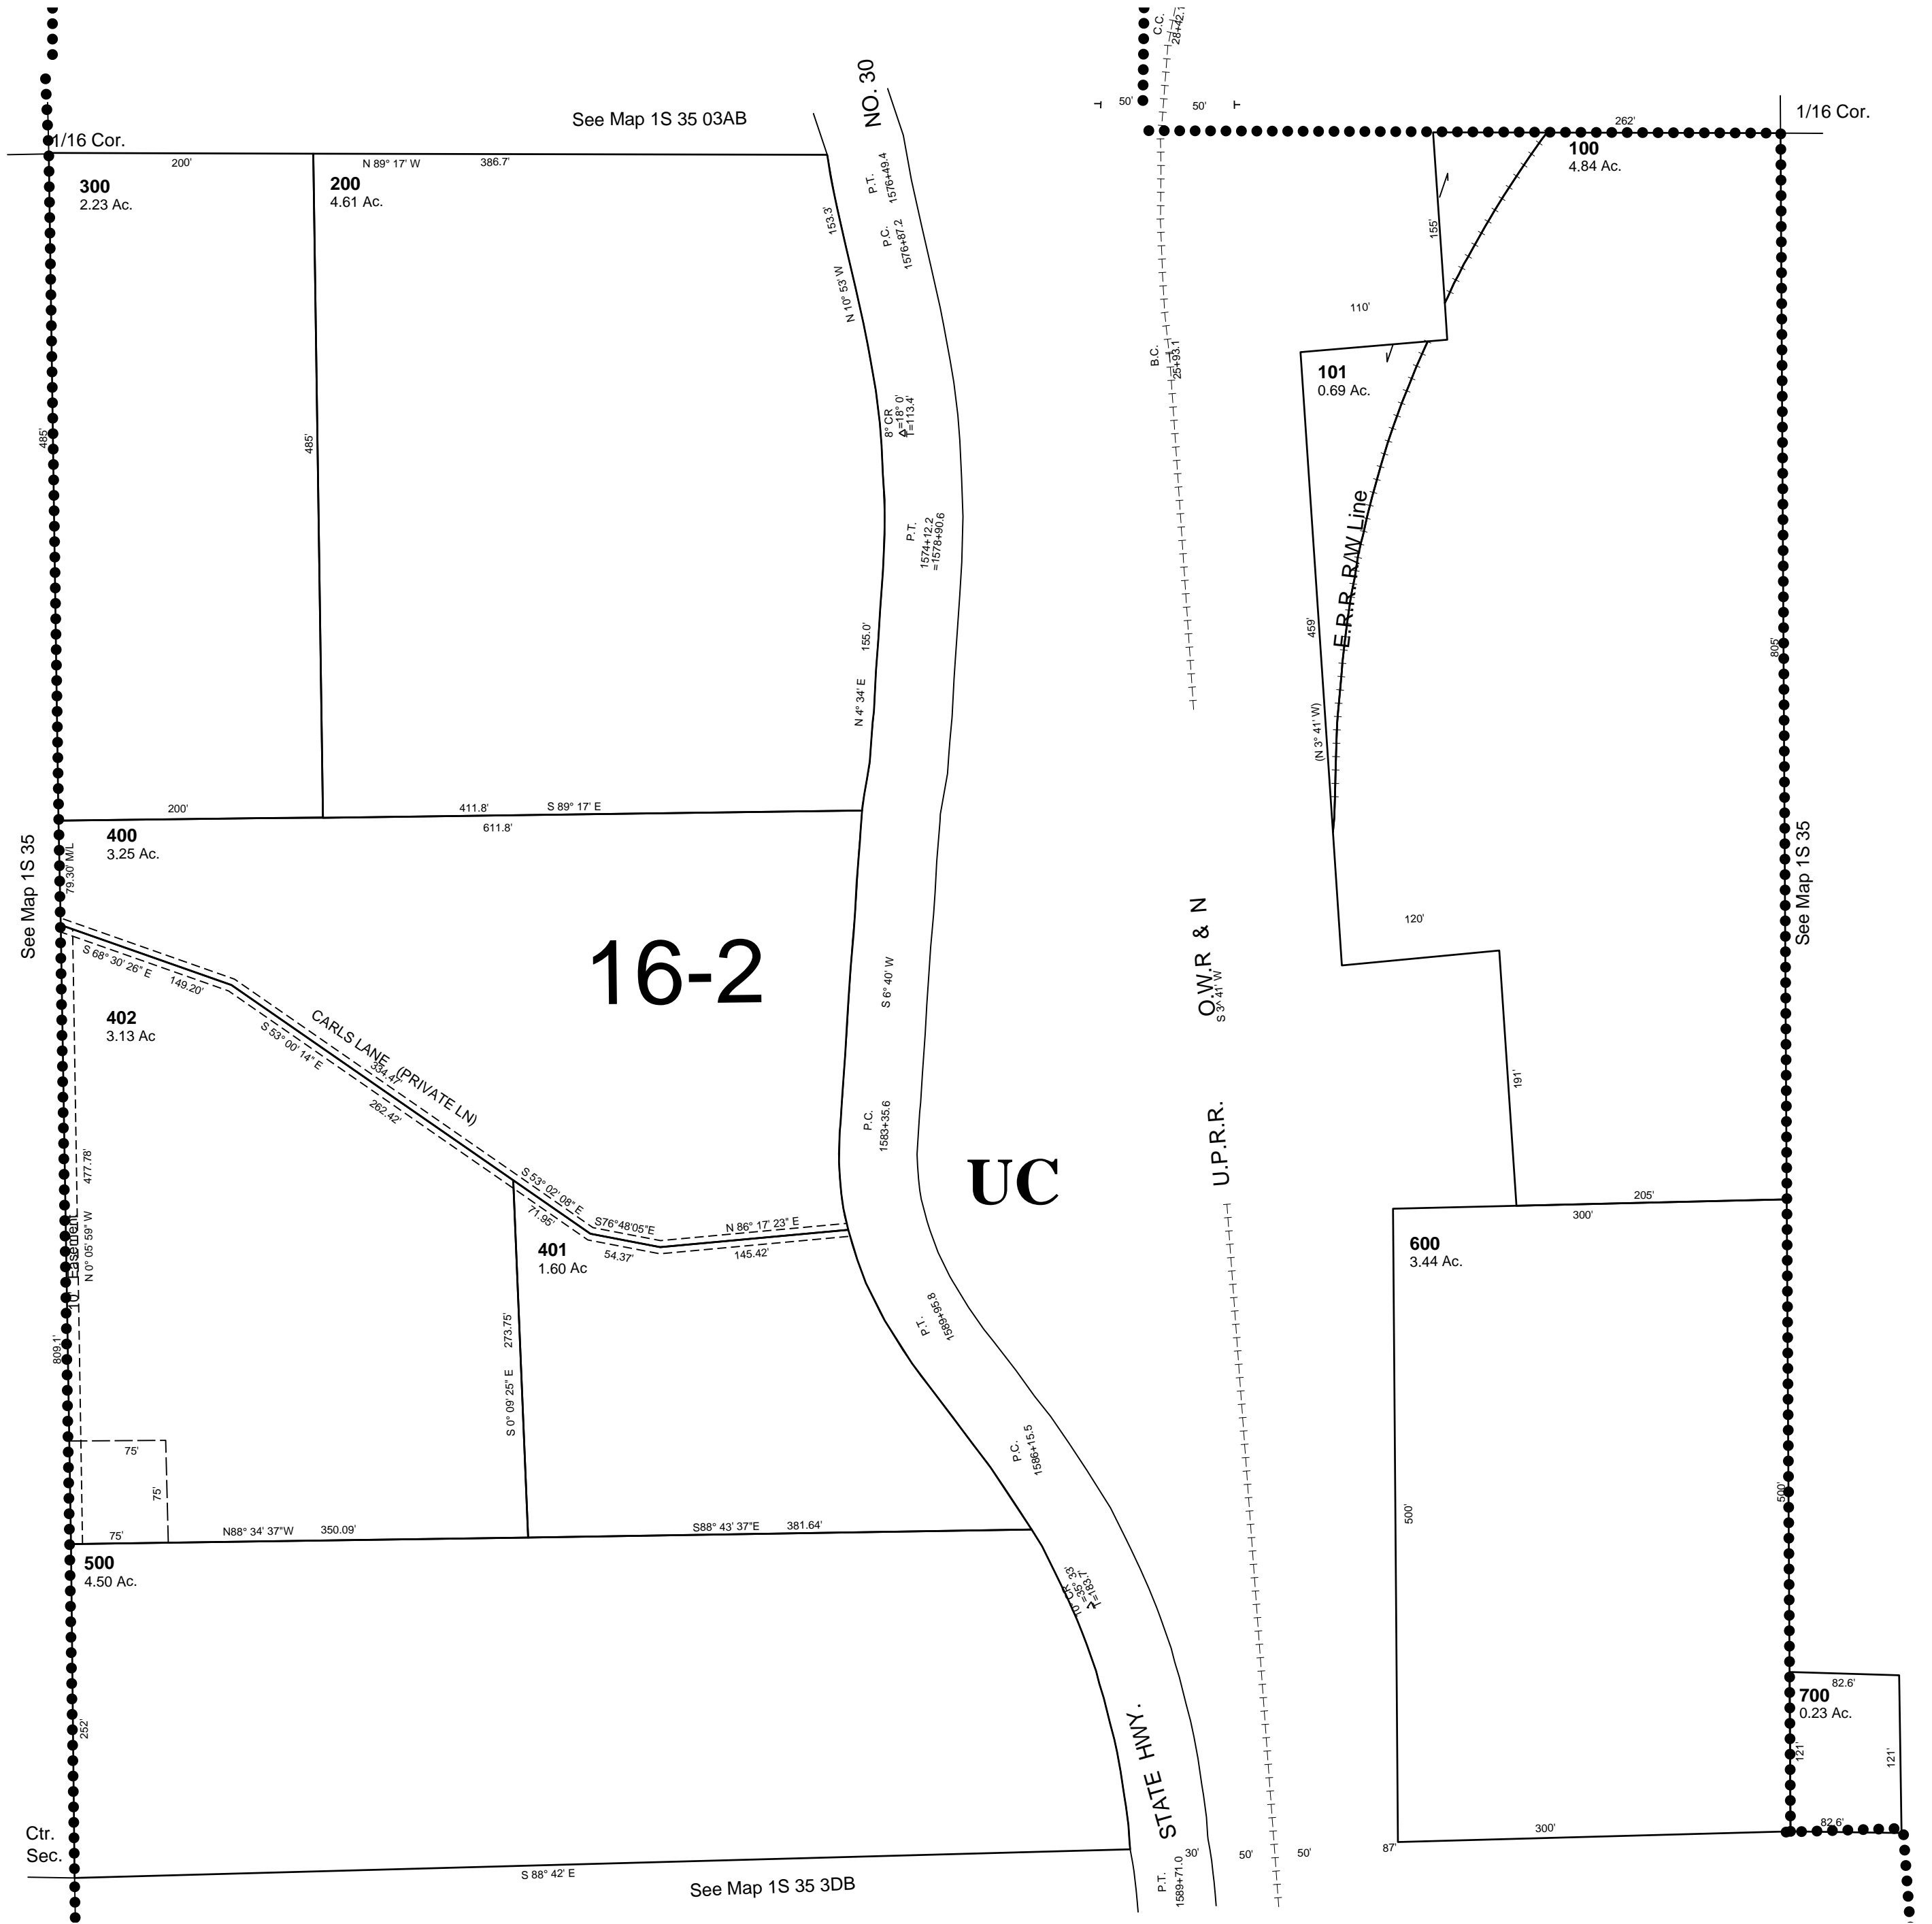 C.C.
28+42.1
50'
50'
NO. 30
See Map 1S 35 03AB
1/16 Cor.
1/16 Cor.
262'
200'
N 89° 17' W
386.7'
100
4.84 Ac.
300
2.23 Ac.
200
4.61 Ac.
P.T.
1576+49.4
153.3'
P.C.
1576+87.2
155'
N 10° 53' W
110'
B.C.
25+93.1
101
0.69 Ac.
485'
485'
8° CR
Δ=18° 0'
T=113.4'
P.T.
1574+12.2
=1578+90.6
E.R.R. R/W Line
459'
155.0'
805'
N 4° 34' E
(N 3° 41' W)
200'
411.8'
S 89° 17' E
611.8'
400
3.25 Ac.
79.30' M/L
See Map 1S 35
See Map 1S 35
120'
S 68° 30' 26" E
149.20'
16-2
S 6° 40' W
O.W.R & N
S 3^ 41' W
402
3.13 Ac
CARLS LANE (PRIVATE LN)
S 53° 00' 14" E
334.47'
262.42'
191'
P.C.
1583+35.6
U.P.R.R.
UC
477.78'
S 53° 02' 08" E
71.95'
S76°48'05"E
N 86° 17' 23" E
54.37'
145.42'
205'
300'
401
1.60 Ac
600
3.44 Ac.
10' Easement
N 0° 05' 59" W
809.1'
273.75'
S 0° 09' 25" E
P.T.
1589+95.8
P.C.
1586+15.5
75'
75'
500'
500'
75'
N88° 34' 37"W
350.09'
S88° 43' 37"E
381.64'
500
4.50 Ac.
10° CR
Δ=35° 33'
T=183.7'
82.6'
700
0.23 Ac.
252'
121'
121'
STATE HWY.
82.6'
Ctr.
Sec.
300'
87'
30'
50'
50'
S 88° 42' E
See Map 1S 35 3DB
P.T.
1589+71.0